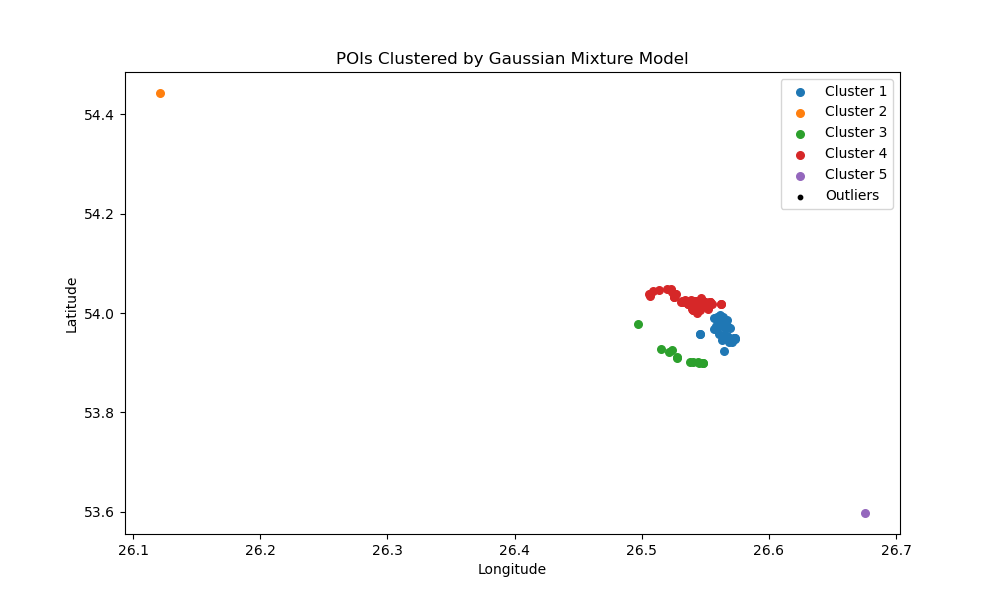 POIs Clustered by Gaussian Mixture Model
Cluster 1
Cluster 2
Cluster 3
Cluster 4
Cluster 5
Outliers
Latitude
54.4
54.2
54.0
53.8
53.6
26.1 26.2 26.3 26.4 26.5 26.6 26.7
Longitude